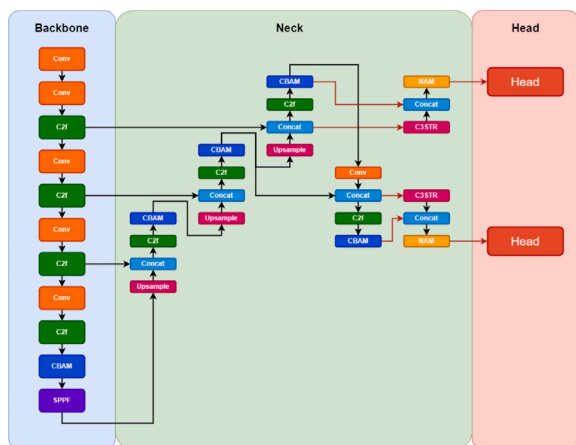 Backbone
Neck
Head
Conv
Conv
C2f
Conv
C2f
Conv
C2f
Conv
C2f
CBAM
SPPF
CBAM
C2f
Concat
Upsample
CBAM
C2f
Concat
Upsample
CBAM
C2f
Concat
Upsample
Conv
Concat
C2f
CBAM
NAM
Concat
C3STR
C3STR
Concat
NAM
Head
Head